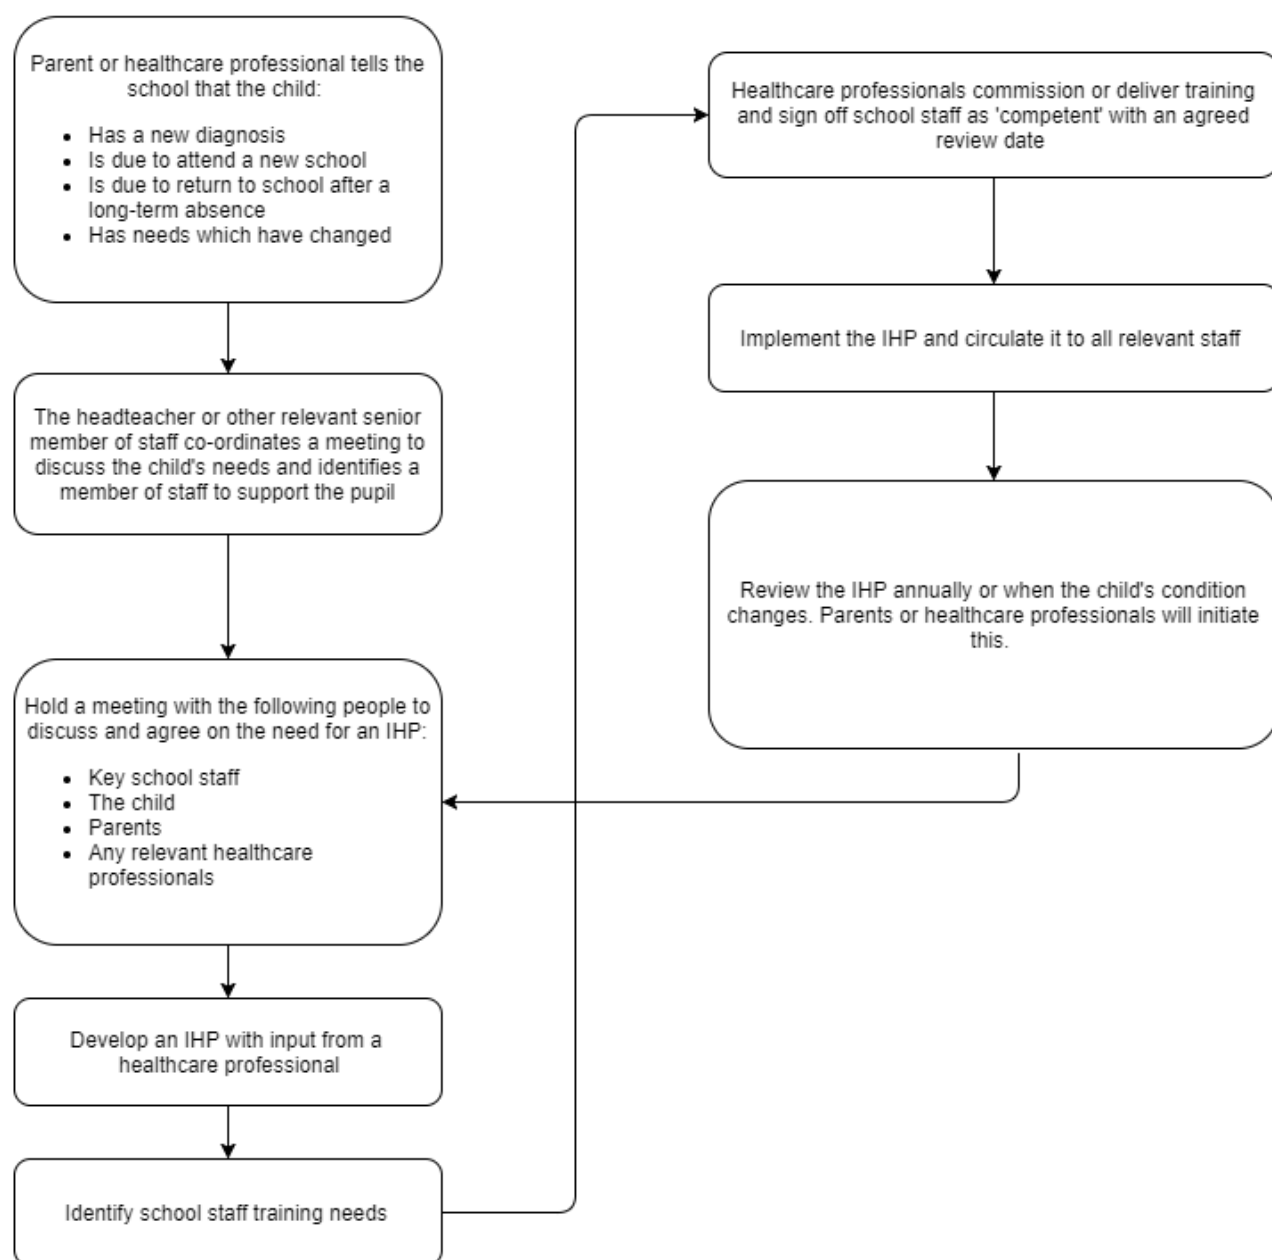 Parent or healthcare professional tells the
school that the child:
• Has a new diagnosis
• Is due to attend a new school
• Is due to return to school after a
long-term absence
• Has needs which have changed
The headteacher or other relevant senior
member of staff co-ordinates a meeting to
discuss the child's needs and identifies a
member of staff to support the pupil
Hold a meeting with the following people to
discuss and agree on the need for an IHP:
• Key school staff
• The child
• Parents
• Any relevant healthcare
professionals
Develop an IHP with input from a
healthcare professional
Identify school staff training needs
Healthcare professionals commission or deliver training
and sign off school staff as 'competent' with an agreed
review date
Implement the IHP and circulate it to all relevant staff
Review the IHP annually or when the child's condition
changes. Parents or healthcare professionals will initiate
this.